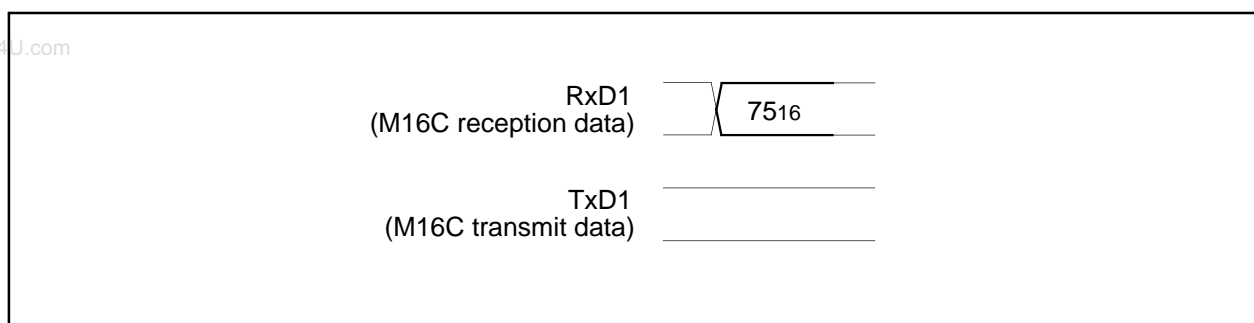 4U.com
RxD1
(M16C reception data)
7516
TxD1
(M16C transmit data)